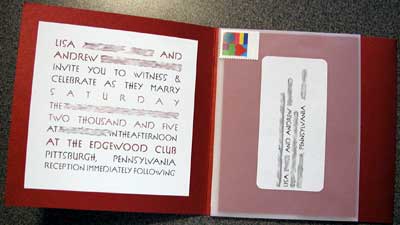 LISA AND
ANDREW
INVITE YOU TO WITNESS &
CELEBRATE AS THEY MARRY
SATURDAY
THE
TWO THOUSAND AND FIVE
AT IN THE AFTERNOON
AT THE EDGEWOOD CLUB
PITTSBURGH, PENNSYLVANIA
RECEPTION IMMEDIATELY FOLLOWING
LISA AND ANDREW
PENNSYLVANIA